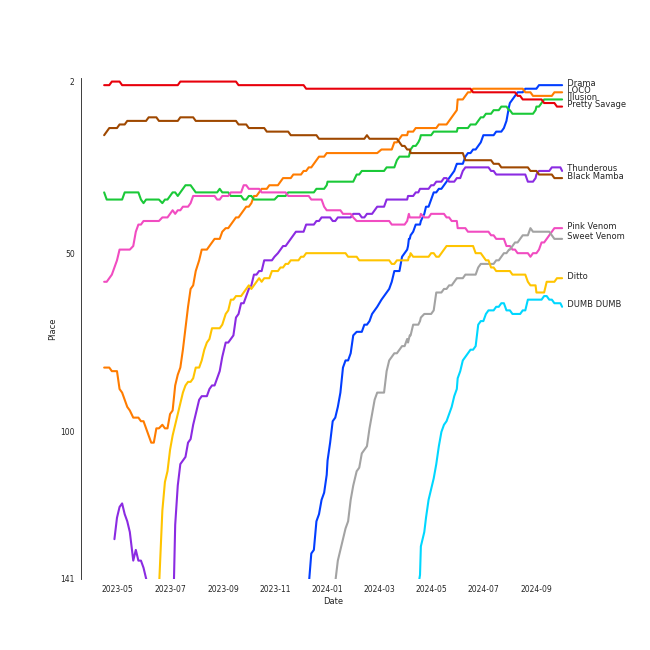 2
50
100
141
Place
2023-05 2023-07 2023-09 2023-11 2024-01 2024-03 2024-05 2024-07 2024-09
Date
Drama
LOCO
Illusion
Pretty Savage
Thunderous
Black Mamba
Pink Venom
Sweet Venom
Ditto
DUMB DUMB